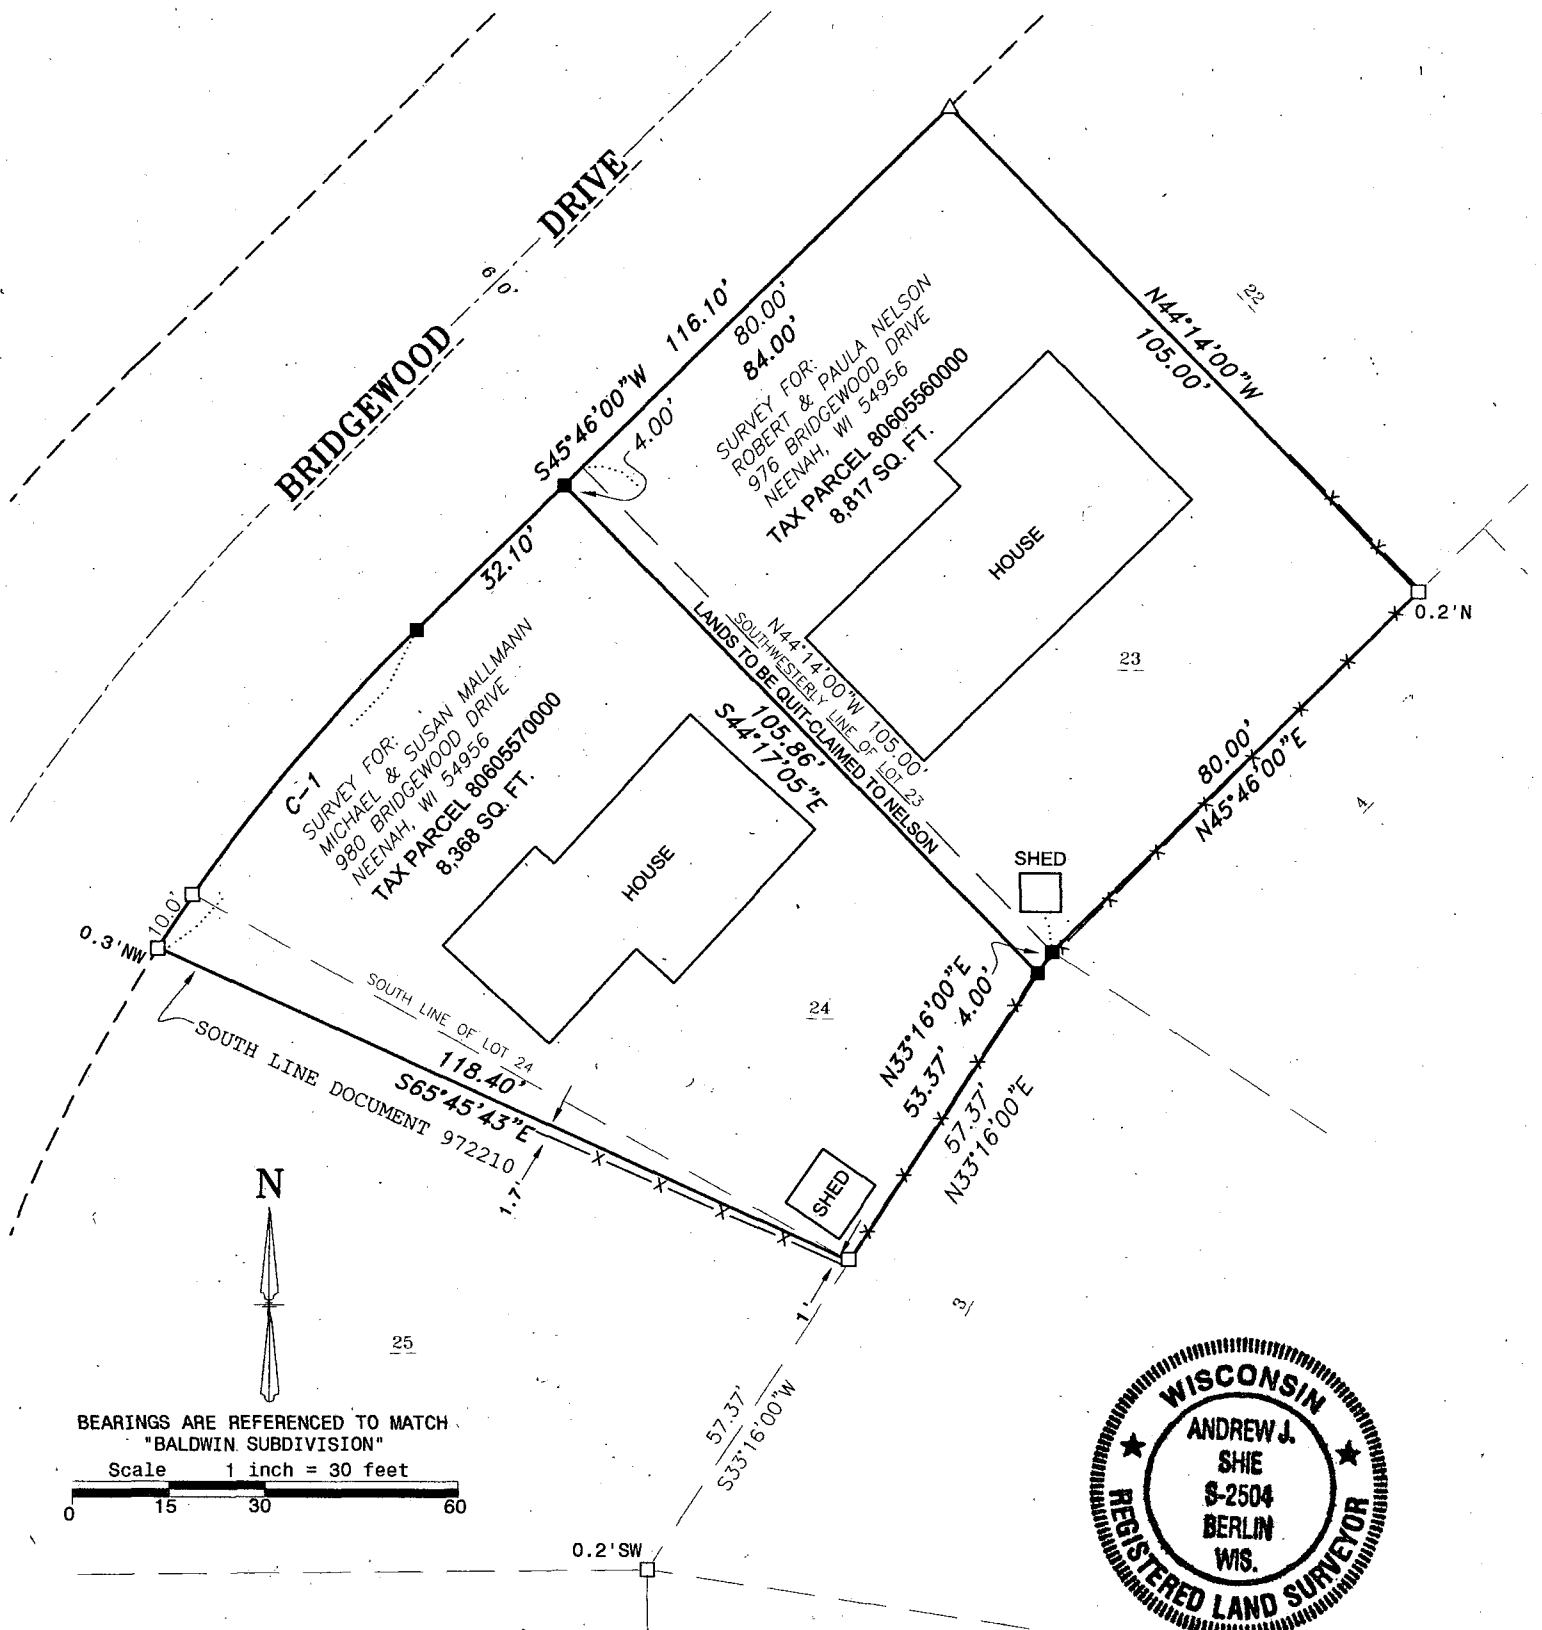 BRIDGEWOOD DRIVE
60'
S45°46'00"W 116.10'
80.00'
84.00'
4.00'
32.10'
SURVEY FOR:
ROBERT & PAULA NELSON
976 BRIDGEWOOD DRIVE
NEENAH, WI 54956
TAX PARCEL 80605560000
8,817 SQ. FT.
N44°14'00"W
105.00'
22
HOUSE
23
0.2'N
80.00'
N45°46'00"E
4
SOUTHWESTERLY LINE OF LOT 23
N44°14'00"W 105.00'
LANDS TO BE QUIT-CLAIMED TO NELSON
105.86'
S44°17'05"E
C-1
SURVEY FOR:
MICHAEL & SUSAN MALLMANN
980 BRIDGEWOOD DRIVE
NEENAH, WI 54956
TAX PARCEL 80605570000
8,368 SQ. FT.
HOUSE
SHED
10.0'
0.3'NW
SOUTH LINE OF LOT 24
118.40'
S65°45'43"E
SOUTH LINE DOCUMENT 972210
1.7'
24
N33°16'00"E
4.00'
53.37'
57.37'
N33°16'00"E
SHED
1'
3
57.37'
S33°16'00"W
25
N
BEARINGS ARE REFERENCED TO MATCH
"BALDWIN SUBDIVISION"
Scale 1 inch = 30 feet
0 15 30 60
0.2'SW
WISCONSIN
ANDREW J.
SHIE
S-2504
BERLIN
WIS.
REGISTERED LAND SURVEYOR